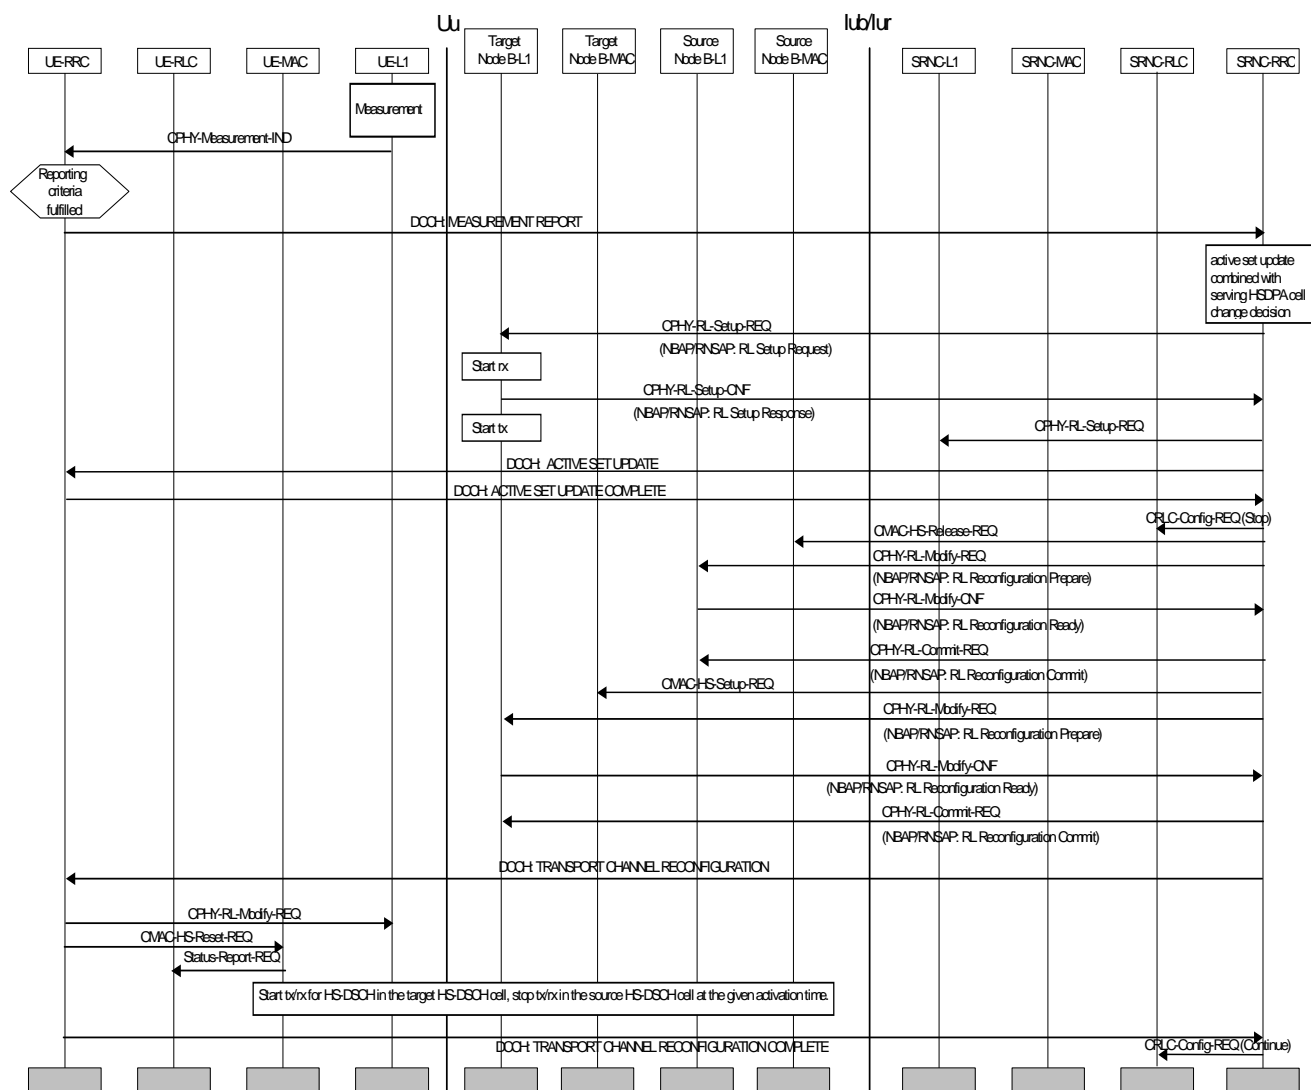 Uu
Iub/Iur
UE-RRC
UE-RLC
UE-MAC
UE-L1
Target
Node B-L1
Target
Node B-MAC
Source
Node B-L1
Source
Node B-MAC
SRNC-L1
SRNC-MAC
SRNC-RLC
SRNC-RRC
Measurement
CPHY-Measurement-IND
Reporting
criteria
fulfilled
DCCH: MEASUREMENT REPORT
active set update
combined with
serving HSDPA cell
change decision
CPHY-RL-Setup-REQ
(NBAP/RNSAP: RL Setup Request)
Start rx
CPHY-RL-Setup-CNF
(NBAP/RNSAP: RL Setup Response)
Start tx
CPHY-RL-Setup-REQ
DCCH: ACTIVE SET UPDATE
DCCH: ACTIVE SET UPDATE COMPLETE
CRLC-Config-REQ (Stop)
CMAC-HS-Release-REQ
CPHY-RL-Modify-REQ
(NBAP/RNSAP: RL Reconfiguration Prepare)
CPHY-RL-Modify-CNF
(NBAP/RNSAP: RL Reconfiguration Ready)
CPHY-RL-Commit-REQ
(NBAP/RNSAP: RL Reconfiguration Commit)
CMAC-HS-Setup-REQ
CPHY-RL-Modify-REQ
(NBAP/RNSAP: RL Reconfiguration Prepare)
CPHY-RL-Modify-CNF
(NBAP/RNSAP: RL Reconfiguration Ready)
CPHY-RL-Commit-REQ
(NBAP/RNSAP: RL Reconfiguration Commit)
DCCH: TRANSPORT CHANNEL RECONFIGURATION
CPHY-RL-Modify-REQ
CMAC-HS-Reset-REQ
Status-Report-REQ
Start tx/rx for HS-DSCH in the target HS-DSCH cell, stop tx/rx in the source HS-DSCH cell at the given activation time.
DCCH: TRANSPORT CHANNEL RECONFIGURATION COMPLETE
CRLC-Config-REQ (Continue)